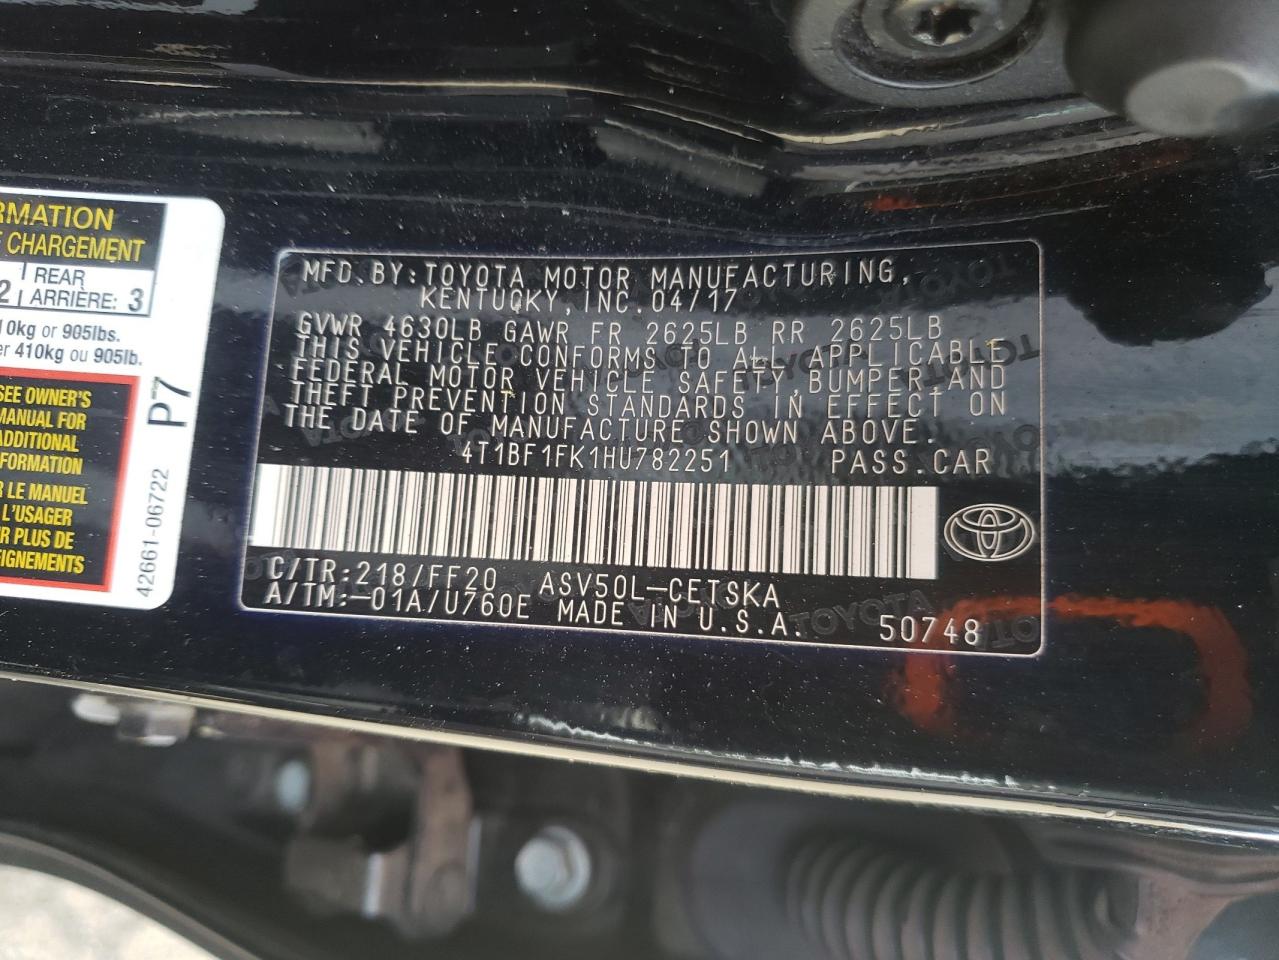 RMATION
E CHARGEMENT
2 REAR
ARRIÈRE: 3
10kg or 905lbs.
er 410kg ou 905lb.
SEE OWNER'S
MANUAL FOR
ADDITIONAL
FORMATION
R LE MANUEL
L'USAGER
R PLUS DE
EIGNEMENTS
42661-06722 P7
MFD.BY:TOYOTA MOTOR MANUFACTURING,
KENTUCKY,INC.04/17
GVWR 4630LB GAWR FR 2625LB RR 2625LB
THIS VEHICLE CONFORMS TO ALL APPLICABLE
FEDERAL MOTOR VEHICLE SAFETY,BUMPER,AND
THEFT PREVENTION STANDARDS IN EFFECT ON
THE DATE OF MANUFACTURE SHOWN ABOVE.
4T1BF1FK1HU782251 PASS.CAR
C/TR:218/FF20 ASV50L-CETSKA
A/TM:-01A/U760E MADE IN U.S.A. 50748